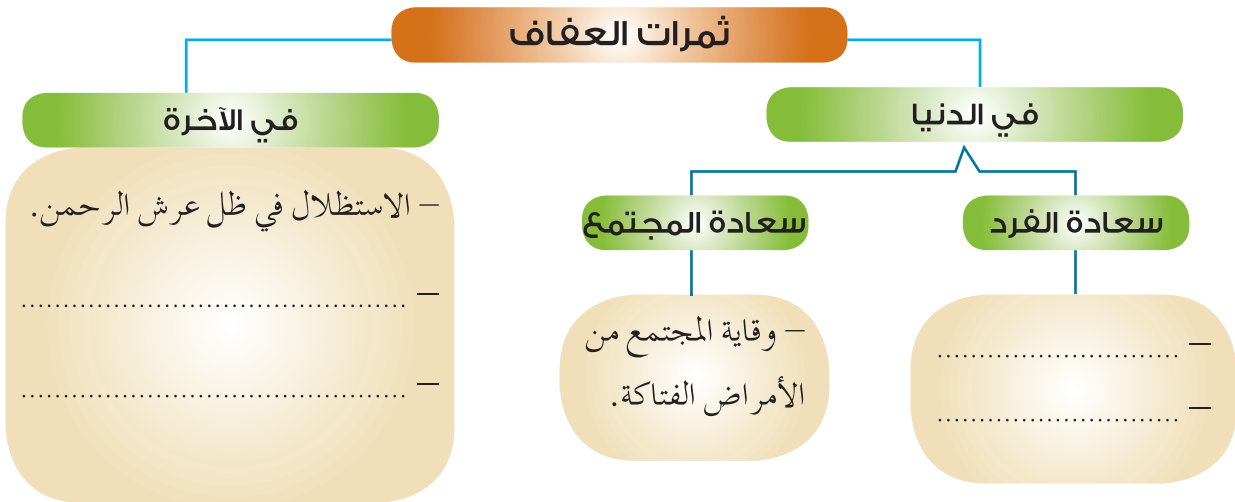 ثمرات العفاف
في الدنيا
في الآخرة
سعادة الفرد
سعادة المجتمع
– ..............................
– ..............................
– وقاية المجتمع من
الأمراض الفتاكة.
– الاستظلال في ظل عرش الرحمن.
– ..............................................
– ..............................................